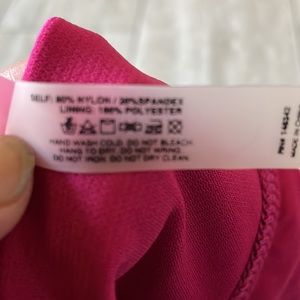 SELF: 80% NYLON / 20% SPANDEX
LINING: 100% POLYESTER
HAND WASH COLD. DO NOT BLEACH.
HANG TO DRY. DO NOT WRING.
DO NOT IRON. DO NOT DRY CLEAN.
MADE